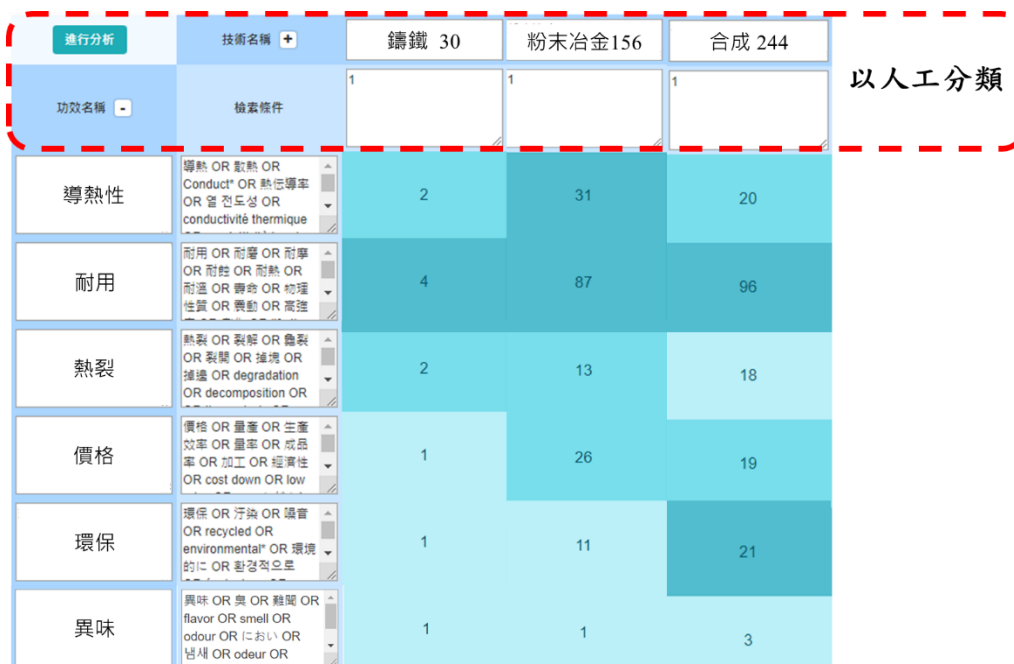 進行分析
技術名稱 +
鑄鐵 30
粉末冶金156
合成 244
以人工分類
功效名稱 -
檢索條件
1
1
1
導熱性
導熱 OR 散熱 OR
Conduct* OR 熱伝導率
OR 열 전도성 OR
conductivité thermique
2
31
20
耐用
耐用 OR 耐磨 OR 耐摩
OR 耐蝕 OR 耐熱 OR
耐溫 OR 壽命 OR 物理
性質 OR 震動 OR 高強
4
87
96
熱裂
熱裂 OR 裂解 OR 龜裂
OR 裂開 OR 掉塊 OR
掉邊 OR degradation
OR decomposition OR
2
13
18
價格
價格 OR 量產 OR 生產
效率 OR 量率 OR 成品
率 OR 加工 OR 經濟性
OR cost down OR low
1
26
19
環保
環保 OR 汙染 OR 噪音
OR recycled OR
environmental* OR 環境
的に OR 환경적으로
1
11
21
異味
異味 OR 臭 OR 難聞 OR
flavor OR smell OR
odour OR におい OR
냄새 OR odeur OR
1
1
3